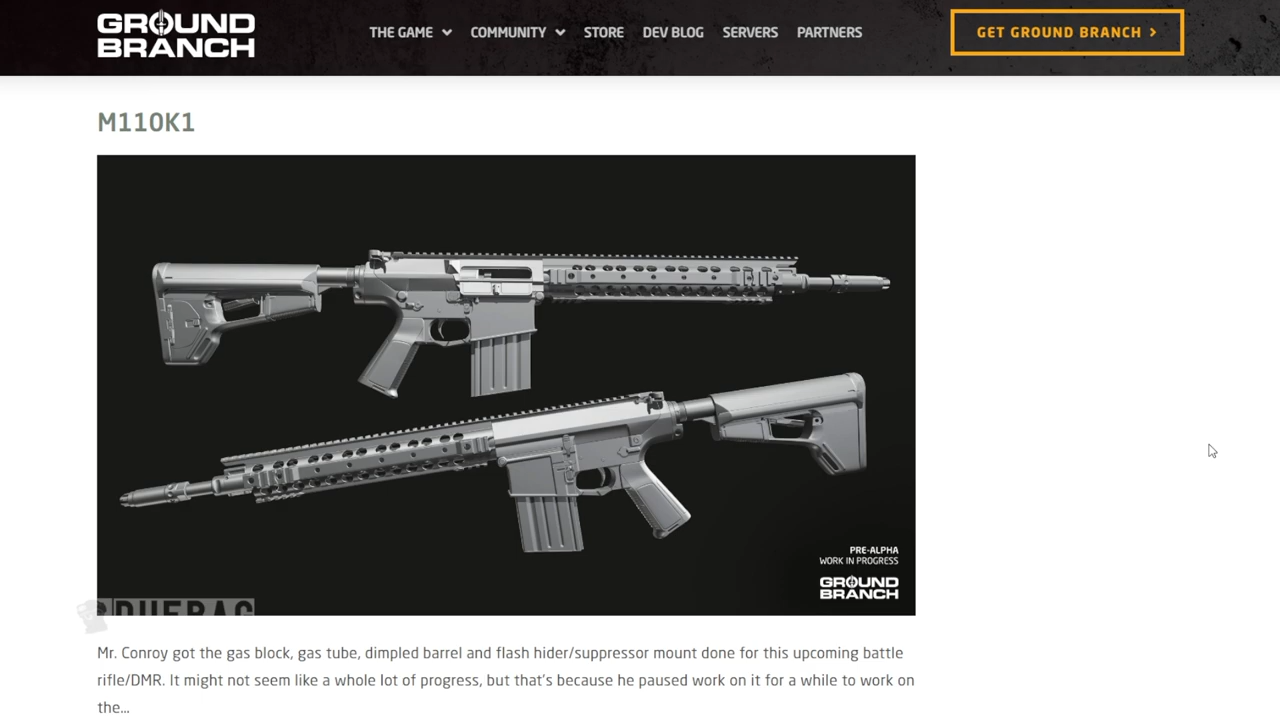 GROUND
BRANCH
THE GAME COMMUNITY STORE DEV BLOG SERVERS PARTNERS
GET GROUND BRANCH >
M110K1
PRE-ALPHA
WORK IN PROGRESS
GROUND
BRANCH
Mr. Conroy got the gas block, gas tube, dimpled barrel and flash hider/suppressor mount done for this upcoming battle
rifle/DMR. It might not seem like a whole lot of progress, but that's because he paused work on it for a while to work on
the...